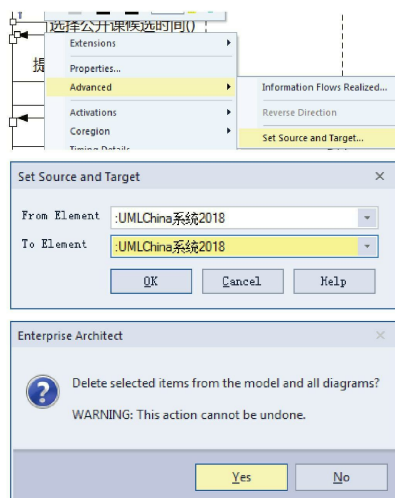 选择公开课候选时间()
提
Extensions
Properties...
Advanced
Activations
Coregion
Timing Details
Information Flows Realized...
Reverse Direction
Set Source and Target...
Set Source and Target
From Element :UMLChina系统2018
To Element :UMLChina系统2018
OK Cancel Help
Enterprise Architect
Delete selected items from the model and all diagrams?
WARNING: This action cannot be undone.
Yes No